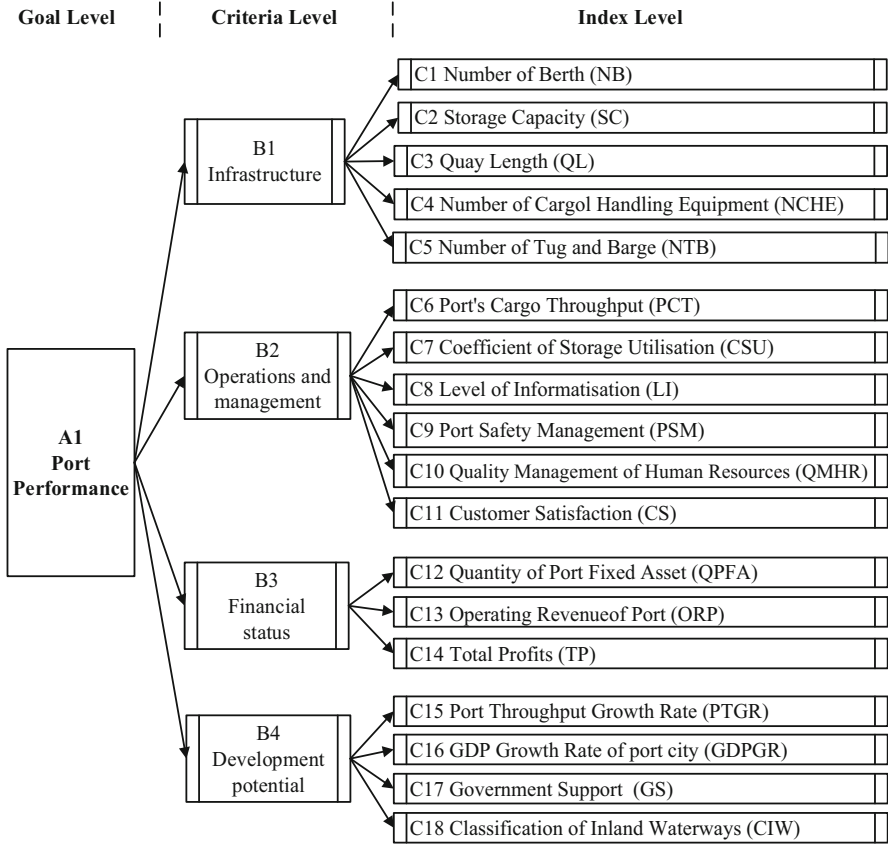 Goal Level
Criteria Level
Index Level
A1
Port
Performance
B1
Infrastructure
C1 Number of Berth (NB)
C2 Storage Capacity (SC)
C3 Quay Length (QL)
C4 Number of Cargol Handling Equipment (NCHE)
C5 Number of Tug and Barge (NTB)
B2
Operations and
management
C6 Port's Cargo Throughput (PCT)
C7 Coefficient of Storage Utilisation (CSU)
C8 Level of Informatisation (LI)
C9 Port Safety Management (PSM)
C10 Quality Management of Human Resources (QMHR)
C11 Customer Satisfaction (CS)
B3
Financial
status
C12 Quantity of Port Fixed Asset (QPFA)
C13 Operating Revenueof Port (ORP)
C14 Total Profits (TP)
B4
Development
potential
C15 Port Throughput Growth Rate (PTGR)
C16 GDP Growth Rate of port city (GDPGR)
C17 Government Support  (GS)
C18 Classification of Inland Waterways (CIW)